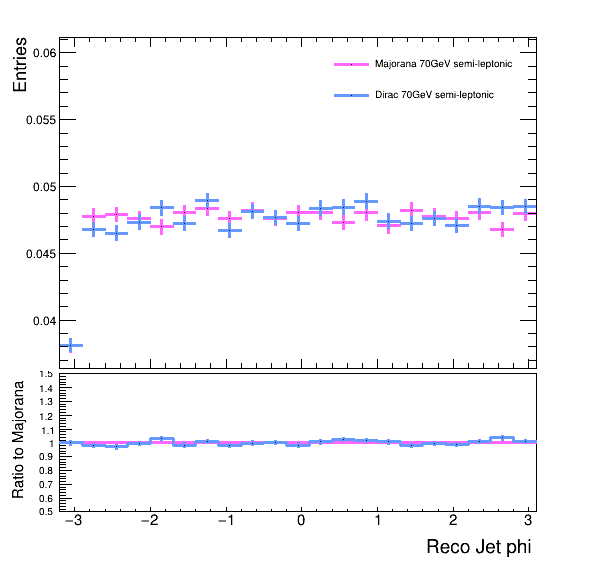 Entries
0.06
0.055
0.05
0.045
0.04
Majorana 70GeV semi-leptonic
Dirac 70GeV semi-leptonic
Ratio to Majorana
1.5
1.4
1.3
1.2
1.1
1
0.9
0.8
0.7
0.6
0.5
−3 −2 −1 0 1 2 3
Reco Jet phi